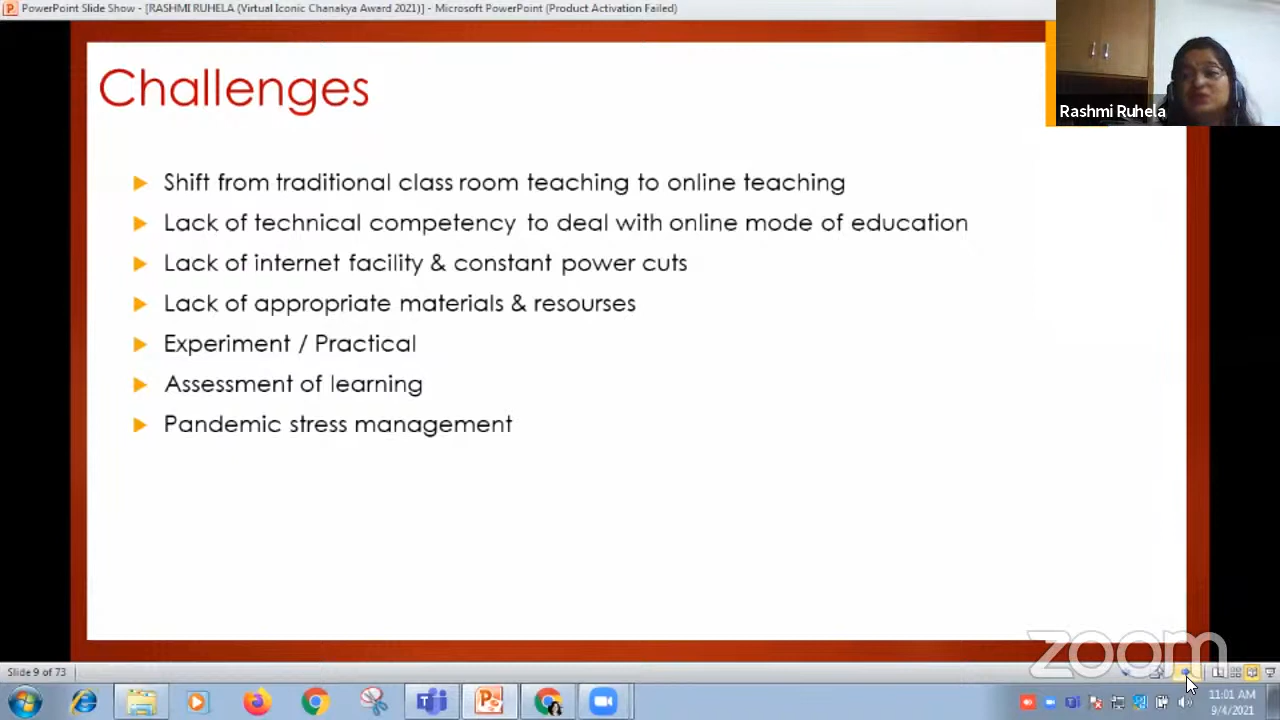 PowerPoint Slide Show - [RASHMI RUHELA (Virtual Iconic Chanakya Award 2021)] - Microsoft PowerPoint (Product Activation Failed)
Rashmi Ruhela
Challenges
Shift from traditional class room teaching to online teaching
Lack of technical competency to deal with online mode of education
Lack of internet facility & constant power cuts
Lack of appropriate materials & resourses
Experiment / Practical
Assessment of learning
Pandemic stress management
zoom
Slide 9 of 73
11:01 AM
9/4/2021